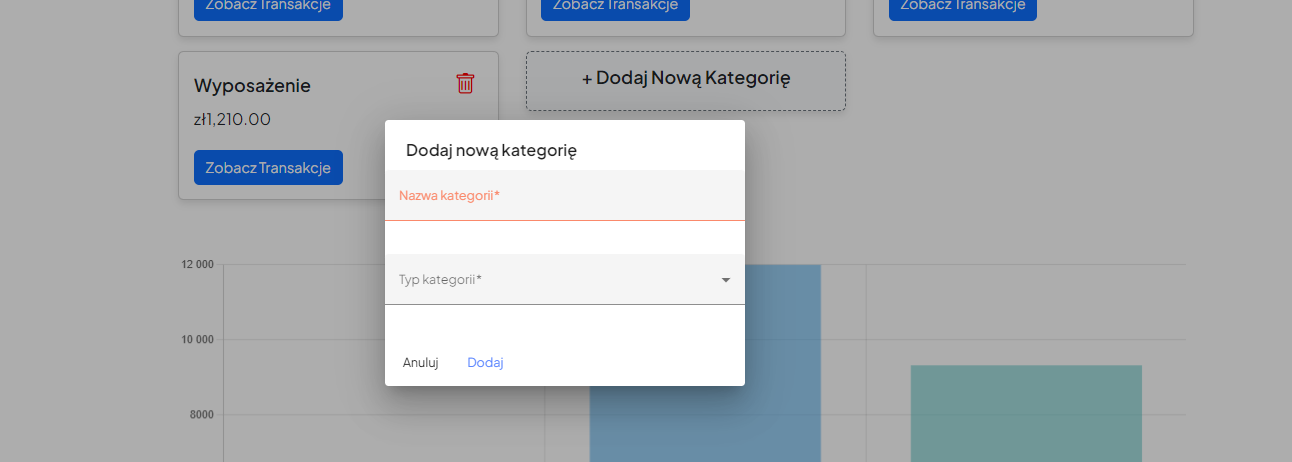 Zobacz Transakcje
Zobacz Transakcje
Zobacz Transakcje
Wyposażenie
zł1,210.00
Zobacz Transakcje
+ Dodaj Nową Kategorię
Dodaj nową kategorię
Nazwa kategorii*
Typ kategorii*
Anuluj
Dodaj
12 000
10 000
8000